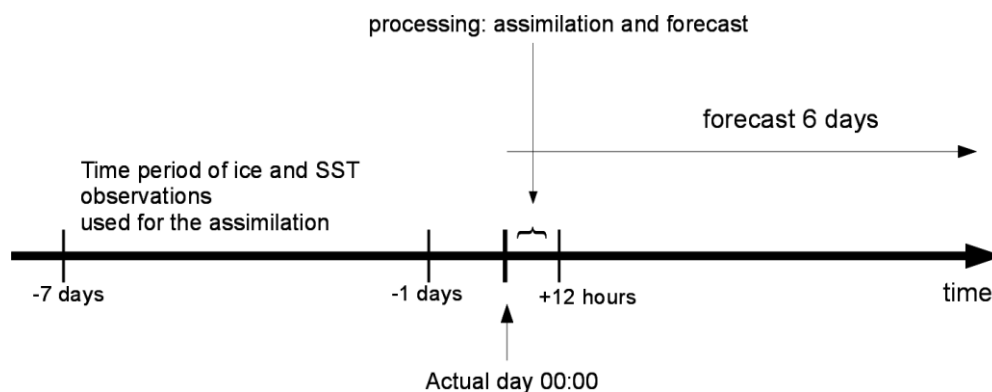 processing: assimilation and forecast
forecast 6 days
Time period of ice and SST
observations
used for the assimilation
-7 days
-1 days
+12 hours
time
Actual day 00:00